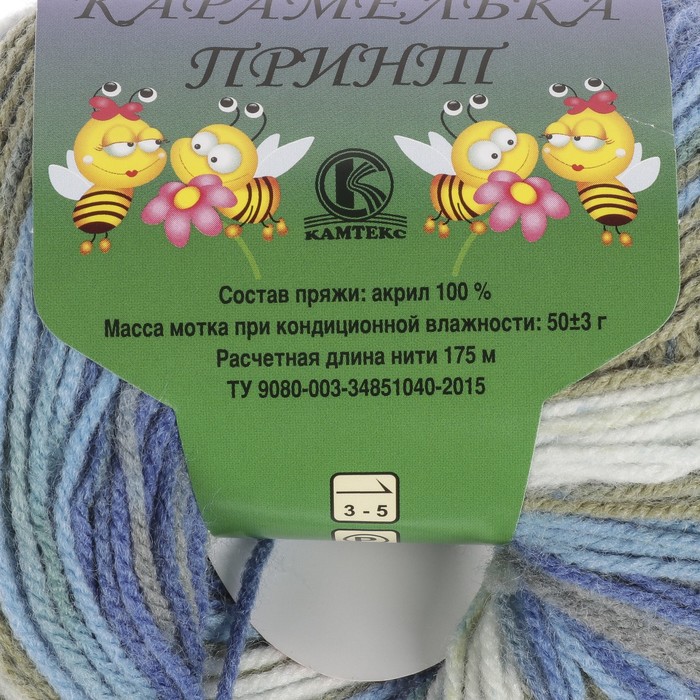 КАРАМЕЛЬКА
ПРИНТ
КАМТЕКС
Состав пряжи: акрил 100 %
Масса мотка при кондиционной влажности: 50±3 г
Расчетная длина нити 175 м
ТУ 9080-003-34851040-2015
3 - 5